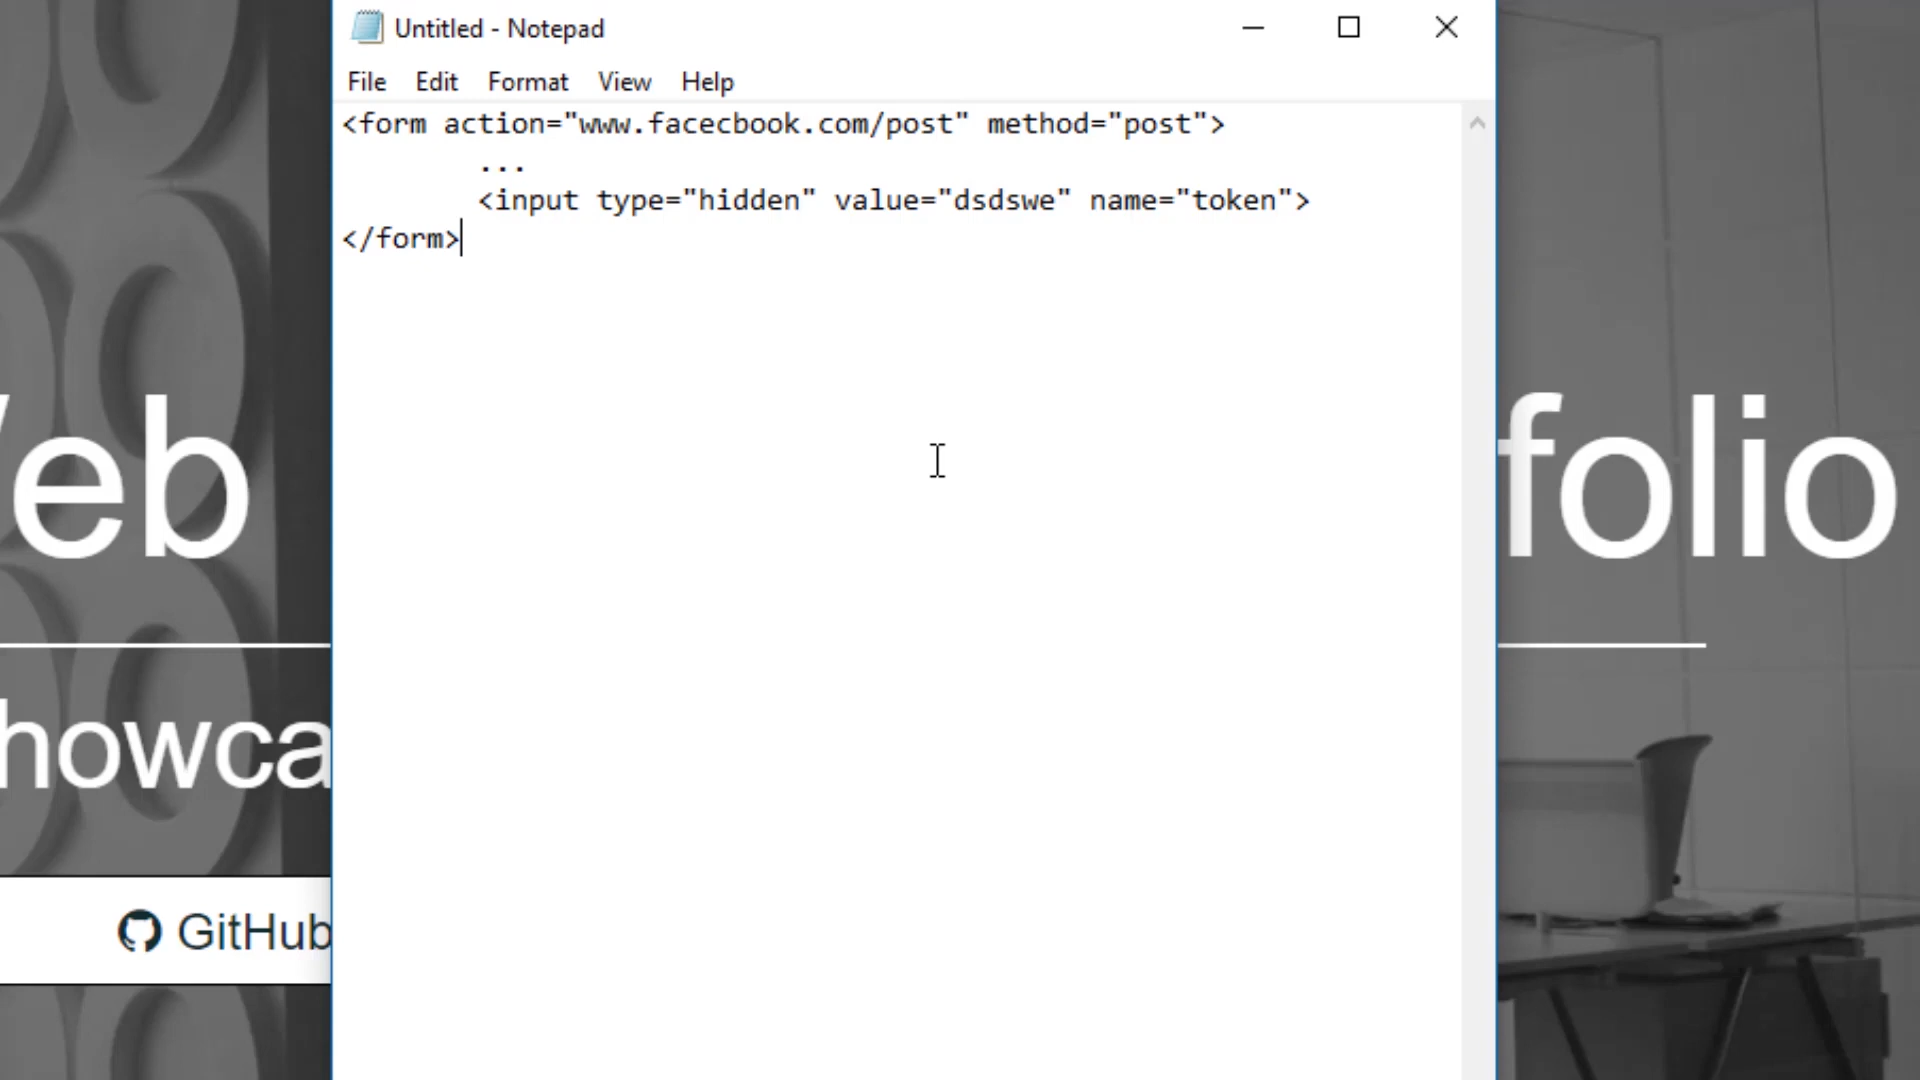 Untitled - Notepad
File Edit Format View Help
<form action="www.facecbook.com/post" method="post">
...
<input type="hidden" value="dsdswe" name="token">
</form>
eb folio
howca
GitHub